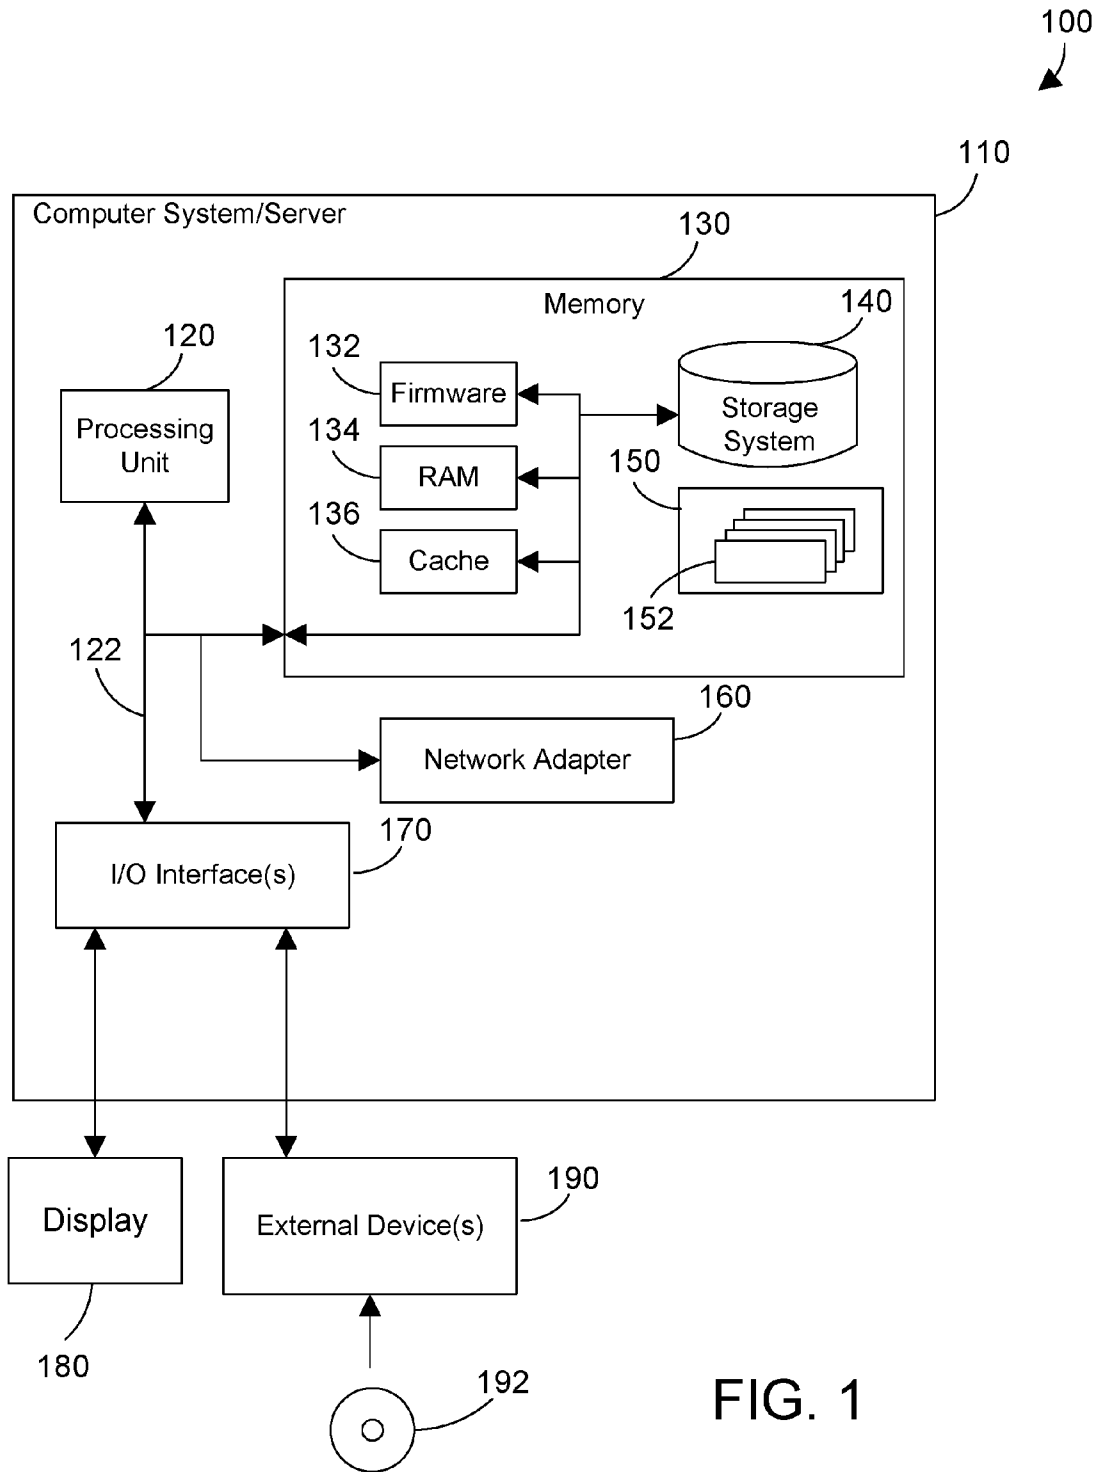 100
110
Computer System/Server
130
Memory
140
120
132
Firmware
Storage
System
Processing
Unit
134
RAM
150
136
Cache
152
122
160
Network Adapter
170
I/O Interface(s)
190
Display
External Device(s)
180
192
FIG. 1